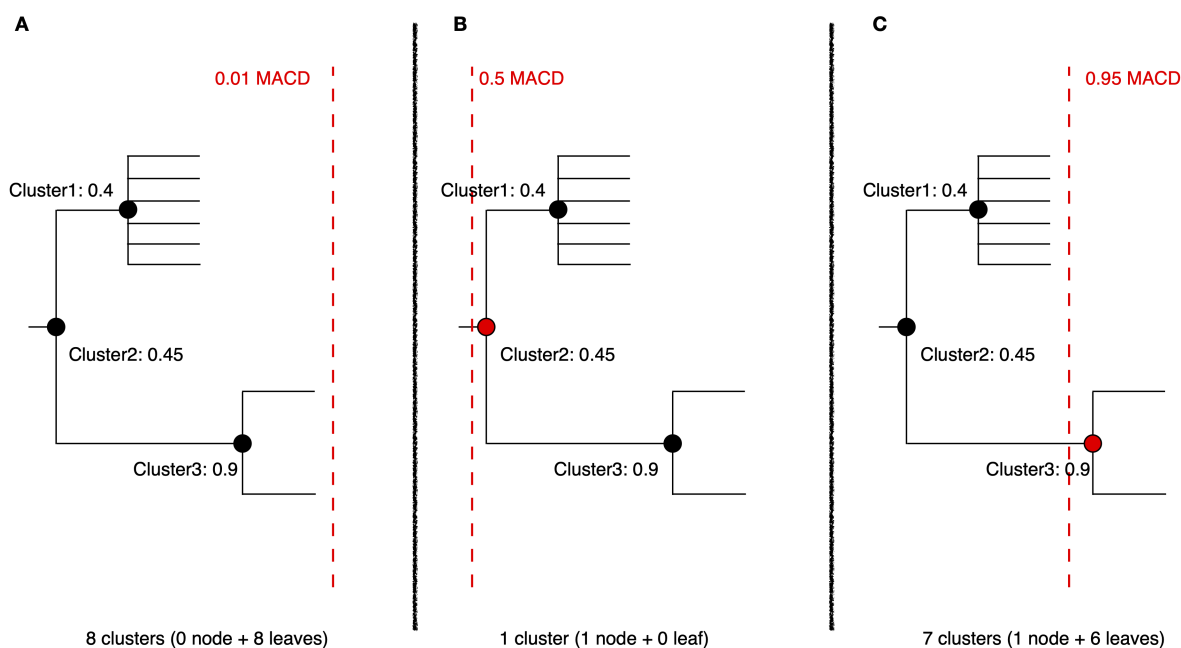 A
0.01 MACD
Cluster1: 0.4
Cluster2: 0.45
Cluster3: 0.9
8 clusters (0 node + 8 leaves)
B
0.5 MACD
Cluster1: 0.4
Cluster2: 0.45
Cluster3: 0.9
1 cluster (1 node + 0 leaf)
C
0.95 MACD
Cluster1: 0.4
Cluster2: 0.45
Cluster3: 0.9
7 clusters (1 node + 6 leaves)